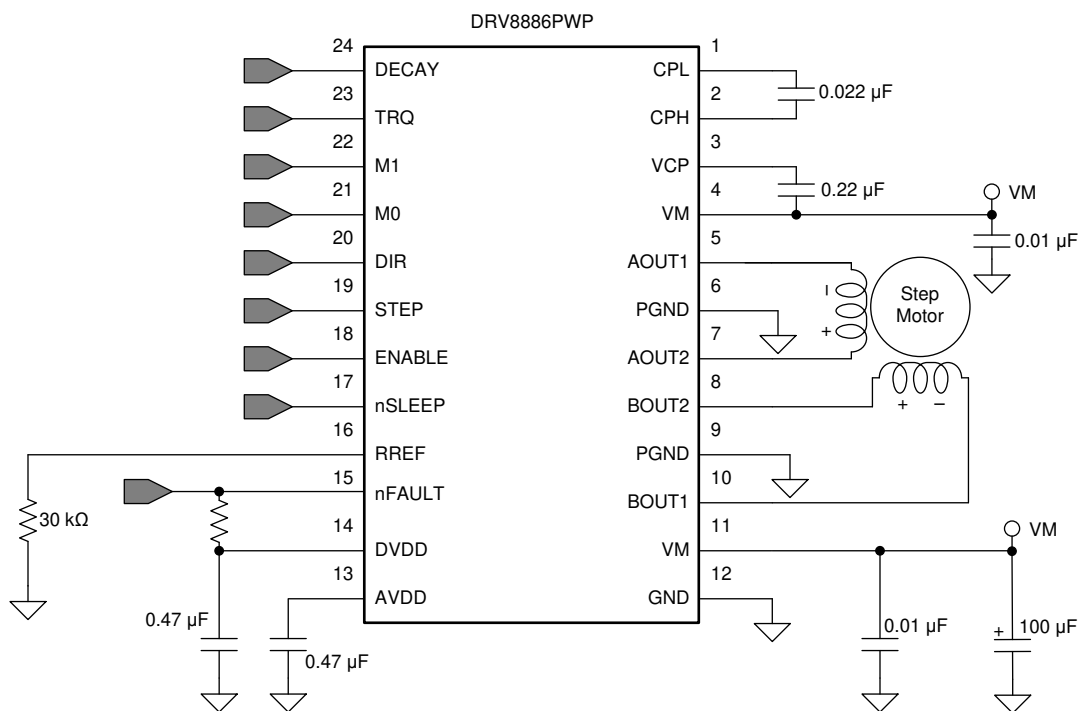 DRV8886PWP
24
DECAY
23
TRQ
22
M1
21
M0
20
DIR
19
STEP
18
ENABLE
17
nSLEEP
16
RREF
15
nFAULT
14
DVDD
13
AVDD
1
CPL
2
CPH
3
VCP
4
VM
5
AOUT1
6
PGND
7
AOUT2
8
BOUT2
9
PGND
10
BOUT1
11
VM
12
GND
0.022 µF
0.22 µF
VM
0.01 µF
–
+
Step
Motor
+ –
VM
0.01 µF
+
100 µF
30 kΩ
0.47 µF
0.47 µF